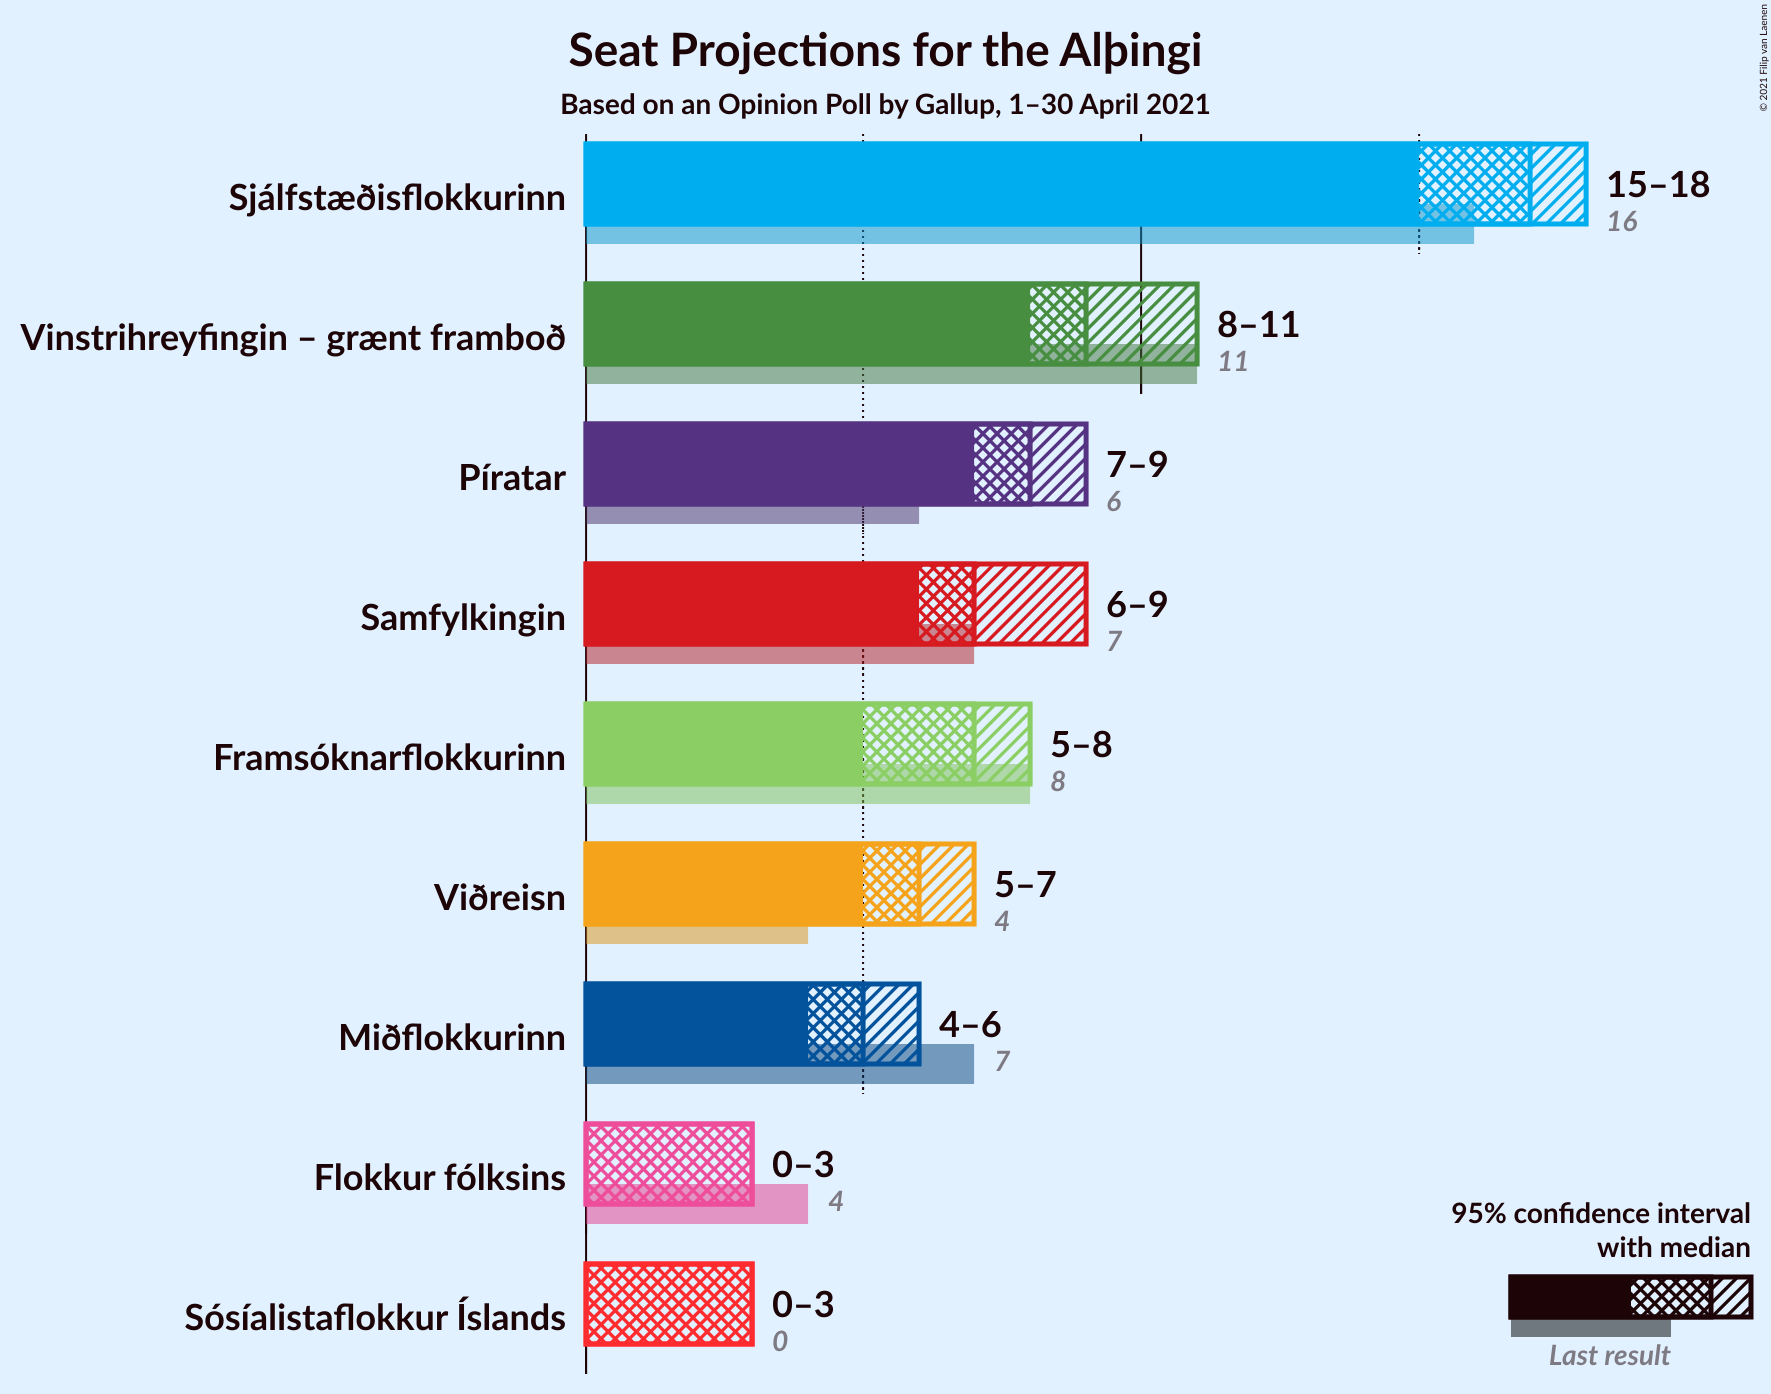 Seat Projections for the Alþingi
Based on an Opinion Poll by Gallup, 1–30 April 2021
© 2021 Filip van Laenen
Sjálfstæðisflokkurinn
15–18
16
Vinstrihreyfingin – grænt framboð
8–11
11
Píratar
7–9
6
Samfylkingin
6–9
7
Framsóknarflokkurinn
5–8
8
Viðreisn
5–7
4
Miðflokkurinn
4–6
7
Flokkur fólksins
0–3
4
Sósíalistaflokkur Íslands
0–3
0
95% confidence interval
with median
Last result